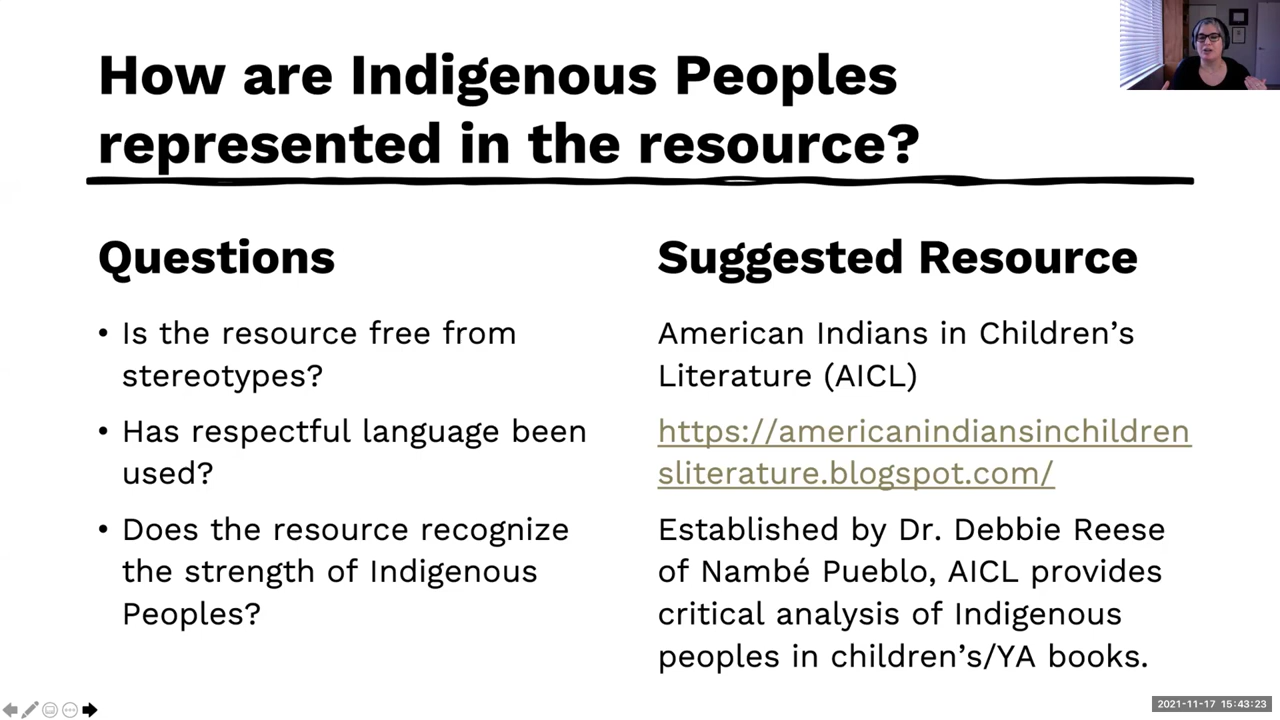 How are Indigenous Peoples
represented in the resource?
Questions
• Is the resource free from
stereotypes?
• Has respectful language been
used?
• Does the resource recognize
the strength of Indigenous
Peoples?
Suggested Resource
American Indians in Children’s
Literature (AICL)
https://americanindiansinchildren
sliterature.blogspot.com/
Established by Dr. Debbie Reese
of Nambé Pueblo, AICL provides
critical analysis of Indigenous
peoples in children’s/YA books.
2021-11-17 15:43:23